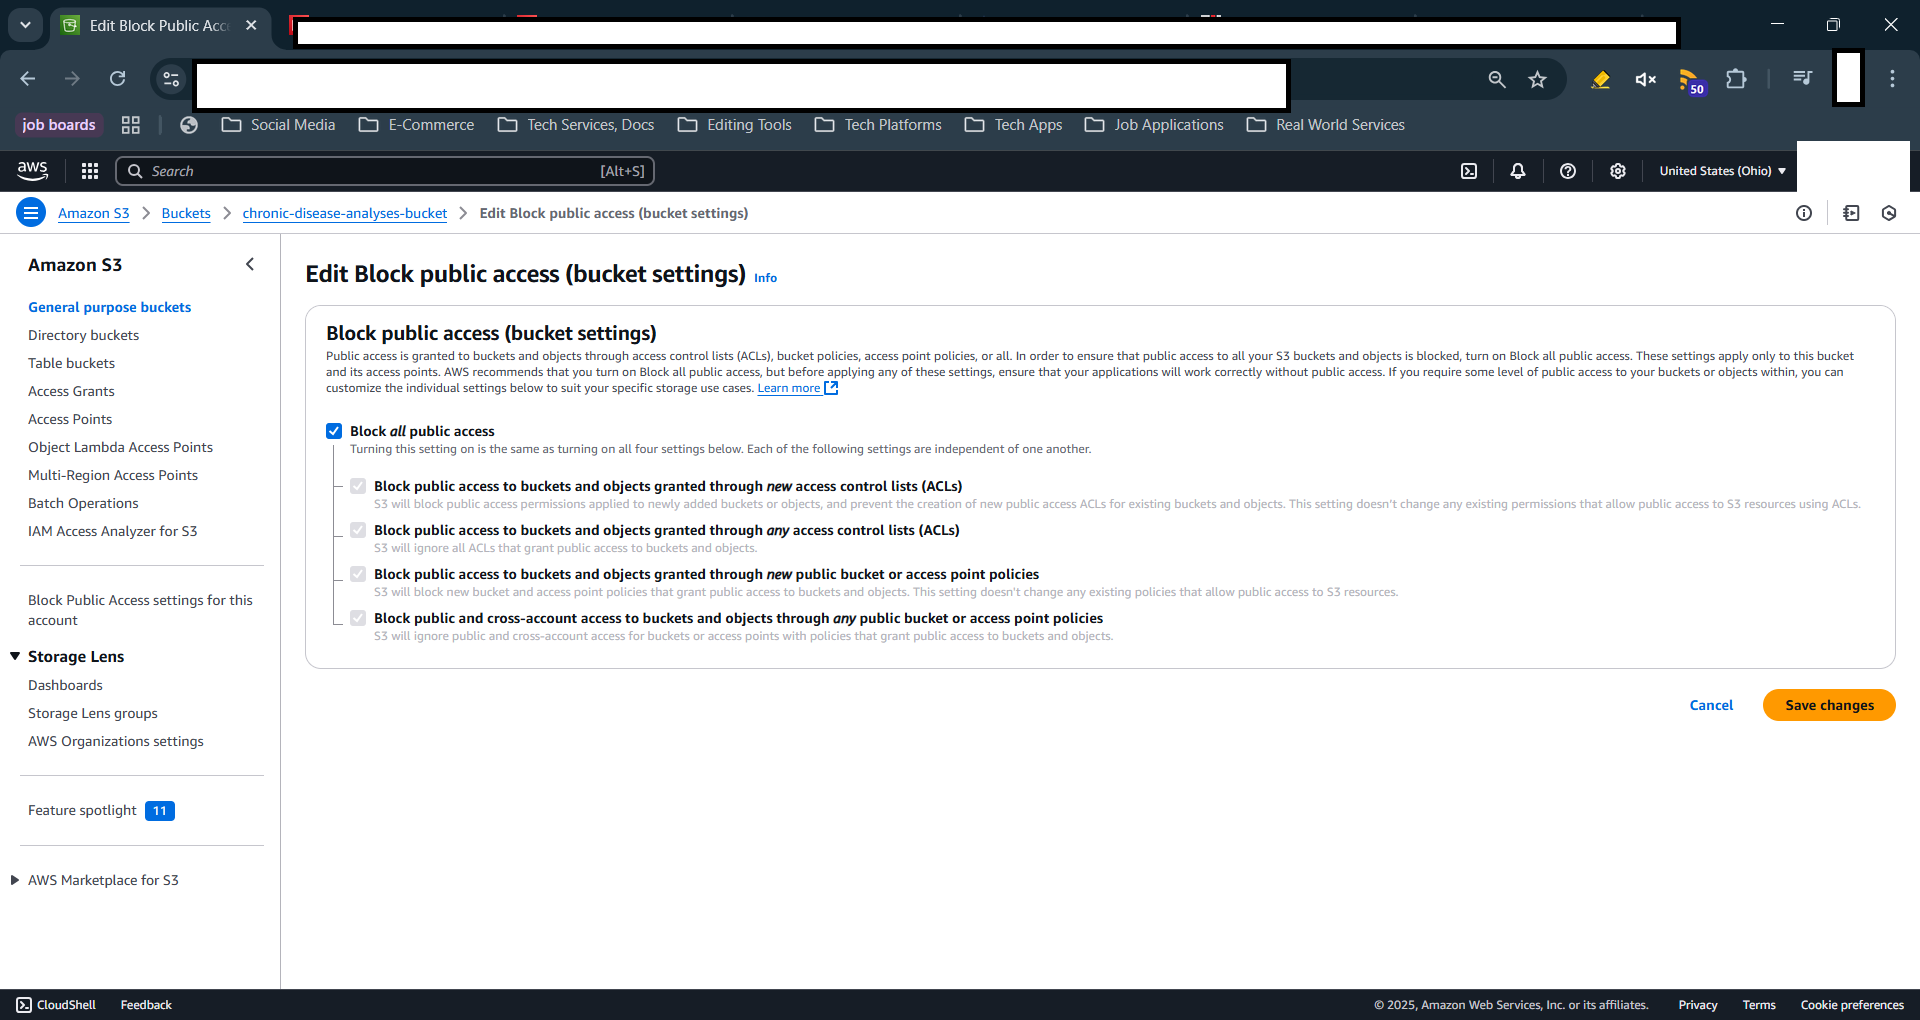 Edit Block Public Acc
job boards
Social Media
E-Commerce
Tech Services, Docs
Editing Tools
Tech Platforms
Tech Apps
Job Applications
Real World Services
50
aws
Search
[Alt+S]
United States (Ohio)
Amazon S3
Buckets
chronic-disease-analyses-bucket
Edit Block public access (bucket settings)
Amazon S3
General purpose buckets
Directory buckets
Table buckets
Access Grants
Access Points
Object Lambda Access Points
Multi-Region Access Points
Batch Operations
IAM Access Analyzer for S3
Block Public Access settings for this
account
Storage Lens
Dashboards
Storage Lens groups
AWS Organizations settings
Feature spotlight 11
AWS Marketplace for S3
Edit Block public access (bucket settings) Info
Block public access (bucket settings)
Public access is granted to buckets and objects through access control lists (ACLs), bucket policies, access point policies, or all. In order to ensure that public access to all your S3 buckets and objects is blocked, turn on Block all public access. These settings apply only to this bucket
and its access points. AWS recommends that you turn on Block all public access, but before applying any of these settings, ensure that your applications will work correctly without public access. If you require some level of public access to your buckets or objects within, you can
customize the individual settings below to suit your specific storage use cases. Learn more
Block all public access
Turning this setting on is the same as turning on all four settings below. Each of the following settings are independent of one another.
Block public access to buckets and objects granted through new access control lists (ACLs)
S3 will block public access permissions applied to newly added buckets or objects, and prevent the creation of new public access ACLs for existing buckets and objects. This setting doesn't change any existing permissions that allow public access to S3 resources using ACLs.
Block public access to buckets and objects granted through any access control lists (ACLs)
S3 will ignore all ACLs that grant public access to buckets and objects.
Block public access to buckets and objects granted through new public bucket or access point policies
S3 will block new bucket and access point policies that grant public access to buckets and objects. This setting doesn't change any existing policies that allow public access to S3 resources.
Block public and cross-account access to buckets and objects through any public bucket or access point policies
S3 will ignore public and cross-account access for buckets or access points with policies that grant public access to buckets and objects.
Cancel
Save changes
CloudShell
Feedback
© 2025, Amazon Web Services, Inc. or its affiliates.
Privacy
Terms
Cookie preferences